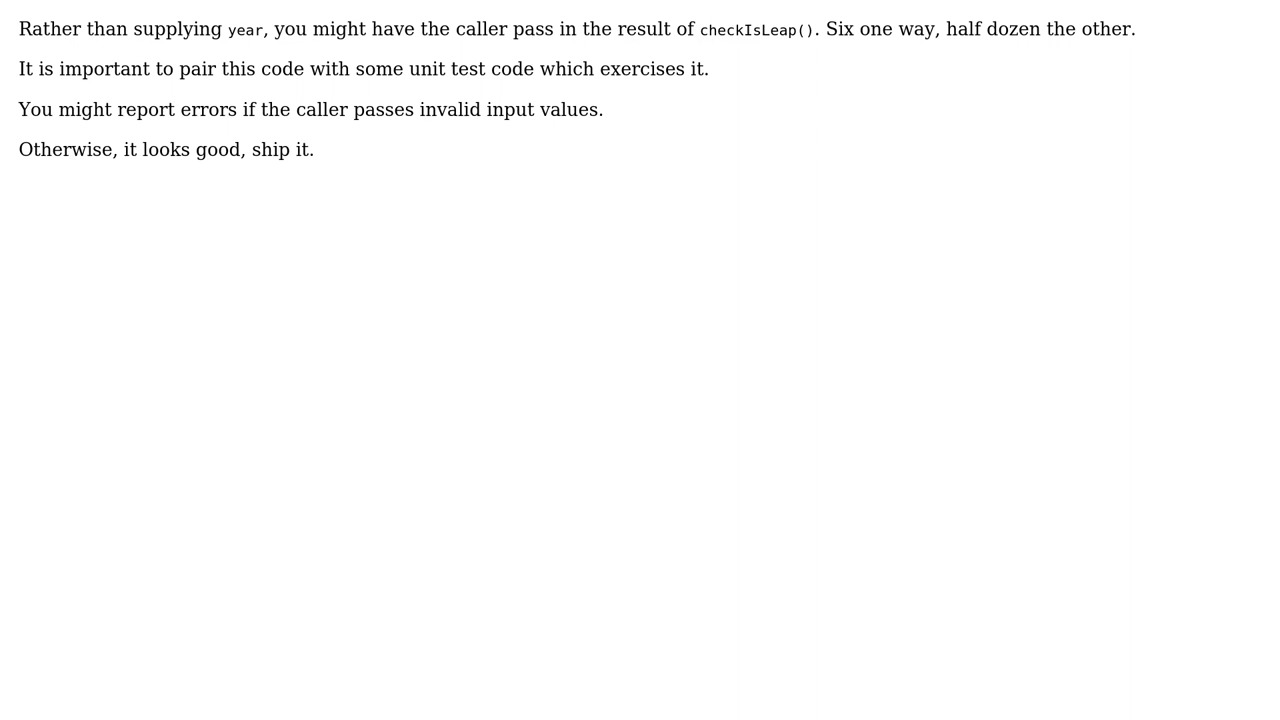 Rather than supplying year, you might have the caller pass in the result of checkIsLeap(). Six one way, half dozen the other.
It is important to pair this code with some unit test code which exercises it.
You might report errors if the caller passes invalid input values.
Otherwise, it looks good, ship it.